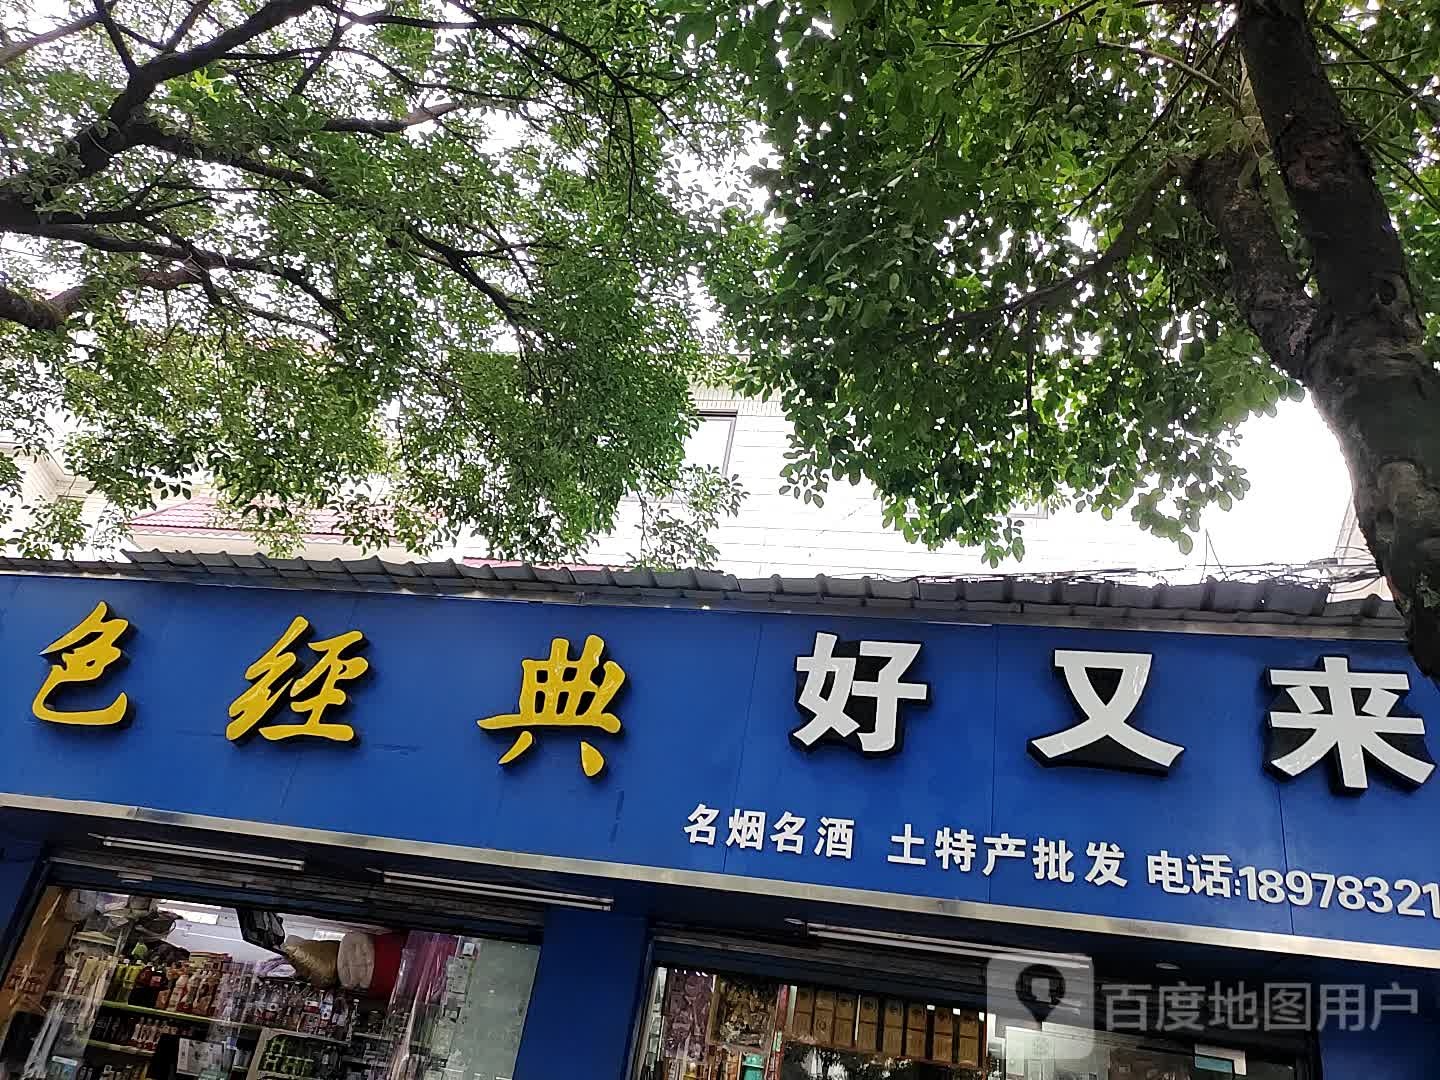 色经典
好又来
名烟名酒 土特产批发 电话:18978321
百度地图用户